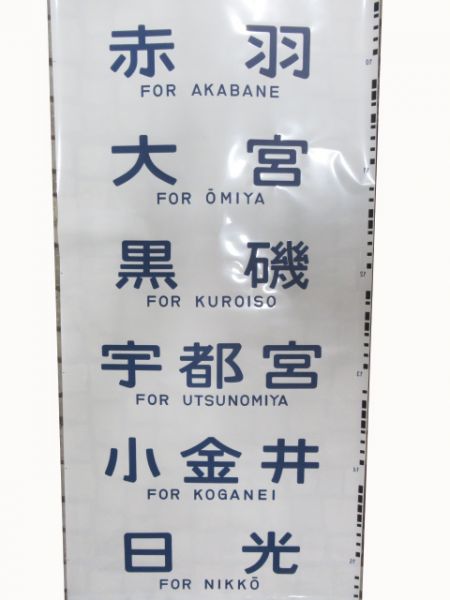 赤羽
FOR AKABANE
大宮
FOR ŌMIYA
黒磯
FOR KUROISO
宇都宮
FOR UTSUNOMIYA
小金井
FOR KOGANEI
日光
FOR NIKKŌ